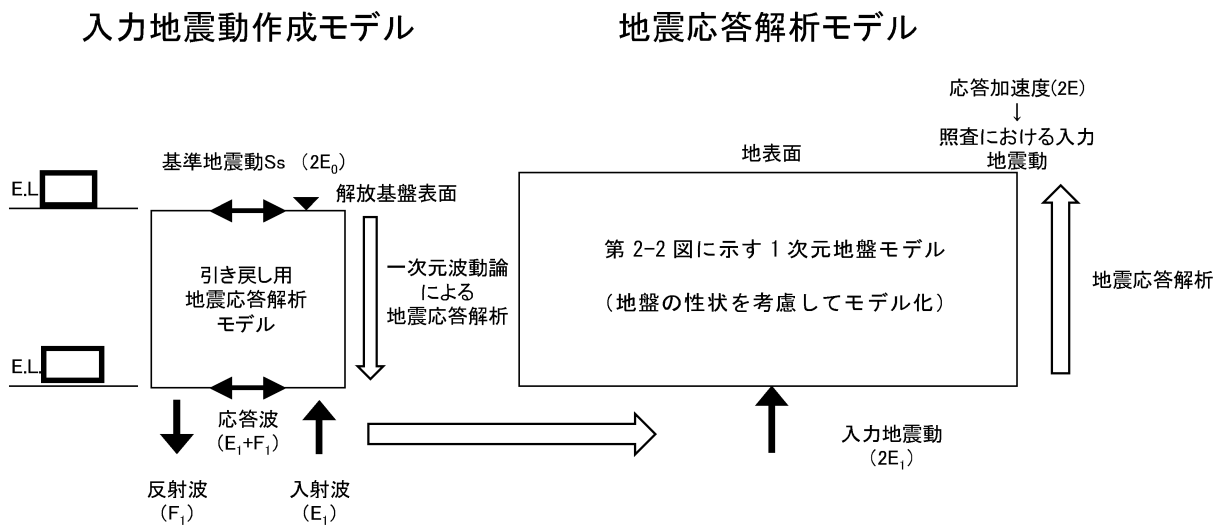 入力地震動作成モデル
地震応答解析モデル
基準地震動Ss （2E₀）
E.L.
解放基盤表面
引き戻し用
地震応答解析
モデル
一次元波動論
による
地震応答解析
E.L.
応答波
（E₁+F₁）
反射波
（F₁）
入射波
（E₁）
応答加速度(2E)
↓
照査における入力
地震動
地表面
第 2-2 図に示す 1 次元地盤モデル
（地盤の性状を考慮してモデル化）
地震応答解析
入力地震動
（2E₁）